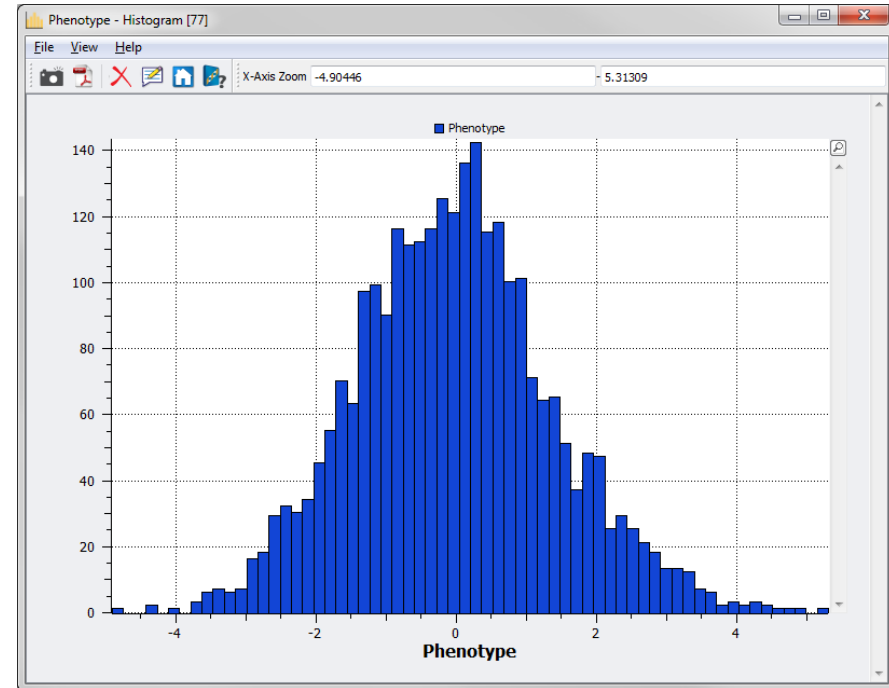 Phenotype - Histogram [77]
File View Help
X-Axis Zoom -4.90446 - 5.31309
Phenotype
140
120
100
80
60
40
20
0
-4 -2 0 2 4
Phenotype